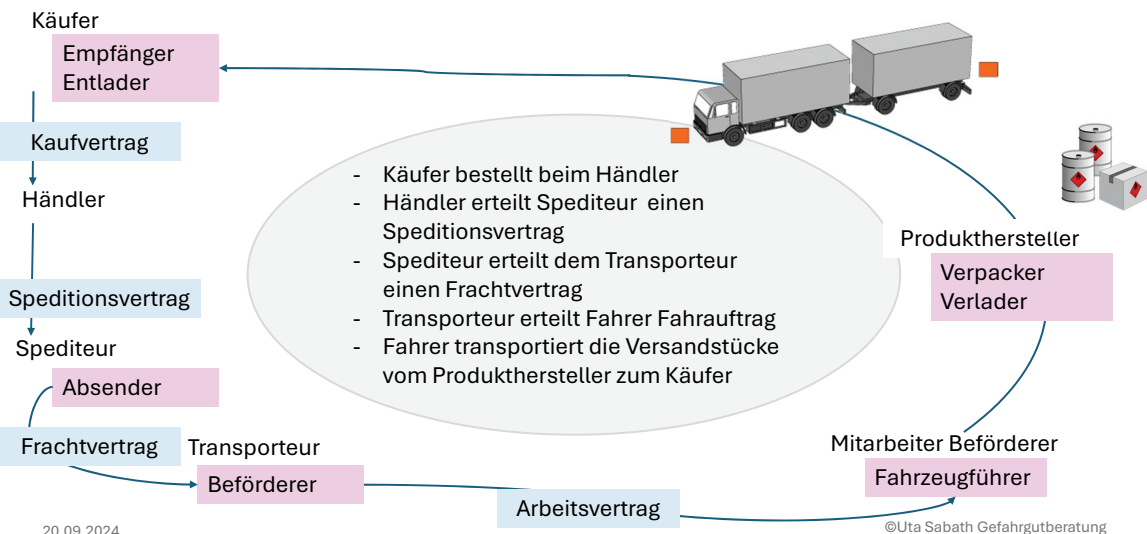 Käufer
Empfänger
Entlader
Kaufvertrag
Händler
Speditionsvertrag
Spediteur
Absender
Frachtvertrag
Transporteur
Beförderer
Arbeitsvertrag
Mitarbeiter Beförderer
Fahrzeugführer
Produkthersteller
Verpacker
Verlader
- Käufer bestellt beim Händler
- Händler erteilt Spediteur einen
Speditionsvertrag
- Spediteur erteilt dem Transporteur
einen Frachtvertrag
- Transporteur erteilt Fahrer Fahrauftrag
- Fahrer transportiert die Versandstücke
vom Produkthersteller zum Käufer
20.09.2024
©Uta Sabath Gefahrgutberatung